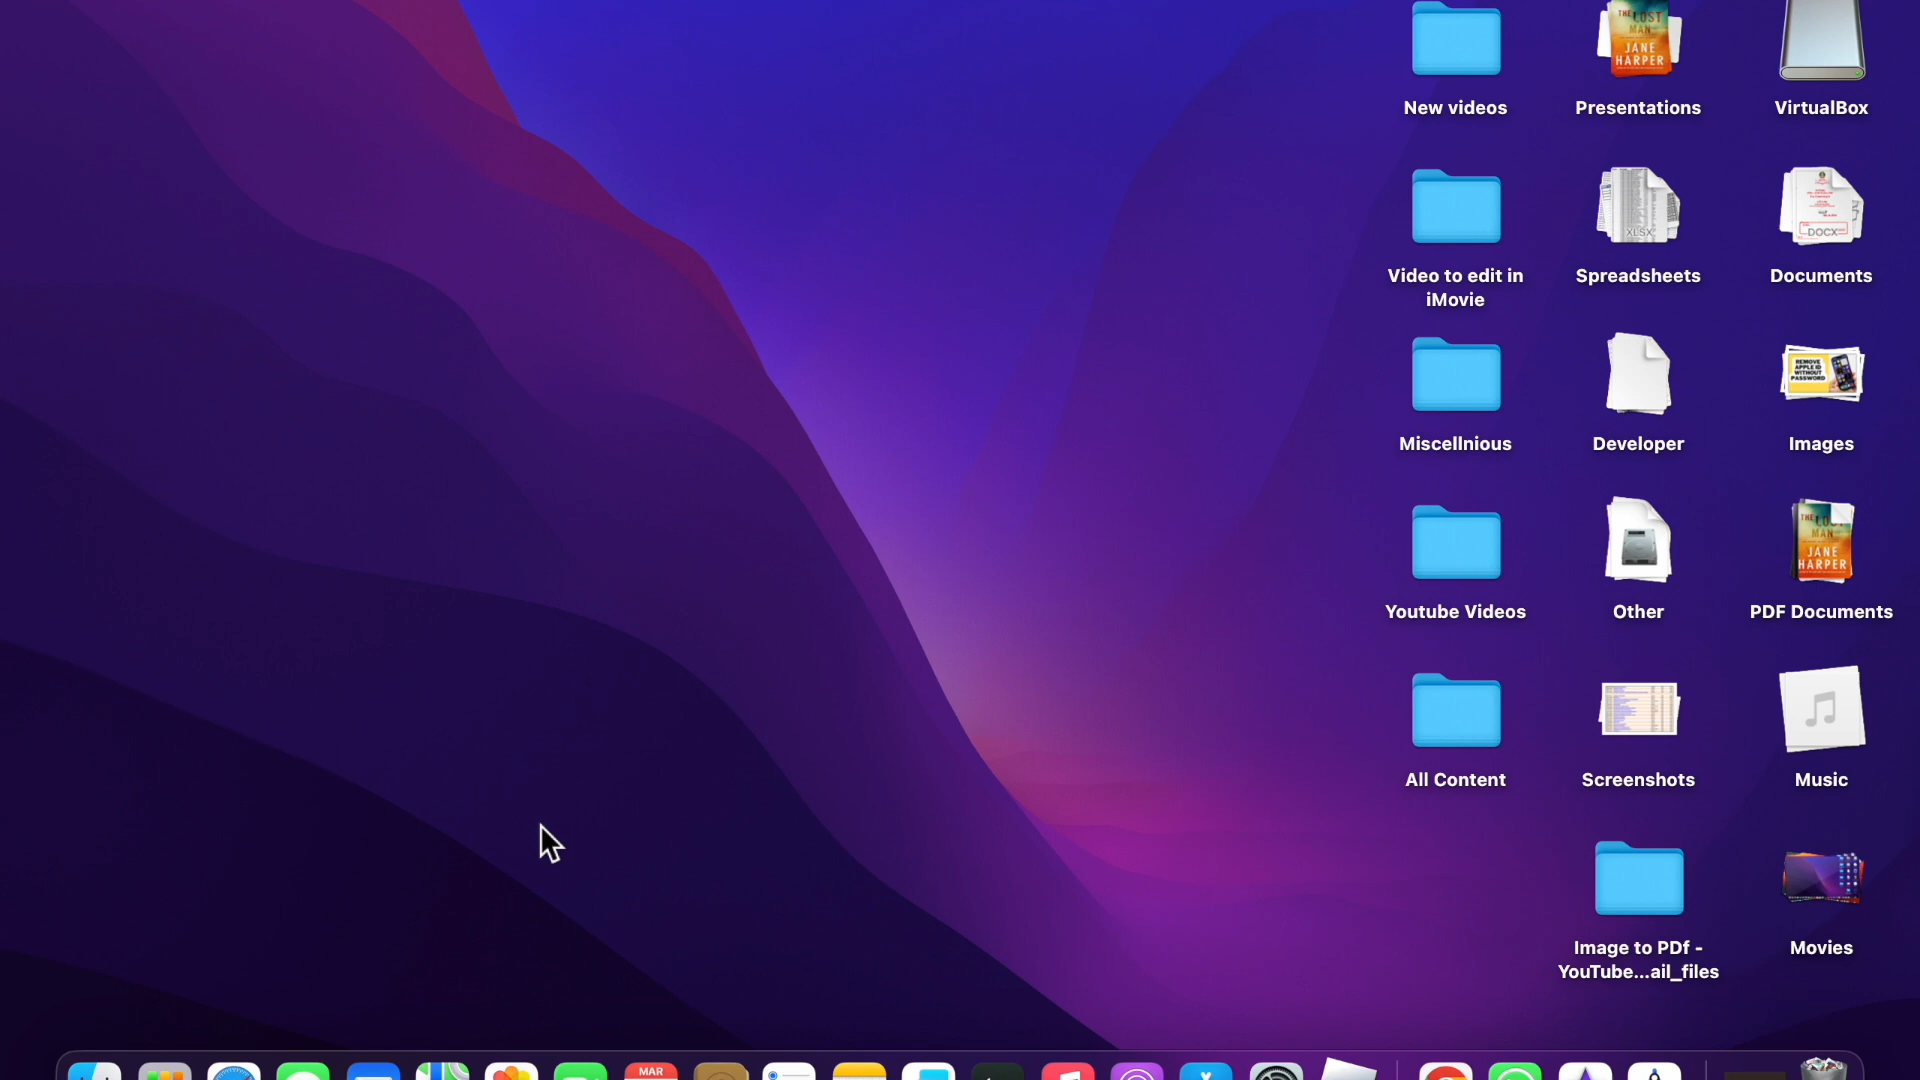 THE LOST
MAN
JANE
HARPER
New videos
Presentations
VirtualBox
XLSX
DOCX
Video to edit in
iMovie
Spreadsheets
Documents
REMOVE
APPLE ID
WITHOUT
PASSWORD
Miscellnious
Developer
Images
MAN
JANE
HARPER
Youtube Videos
Other
PDF Documents
All Content
Screenshots
Music
Image to PDf -
YouTube...ail_files
Movies
MAR